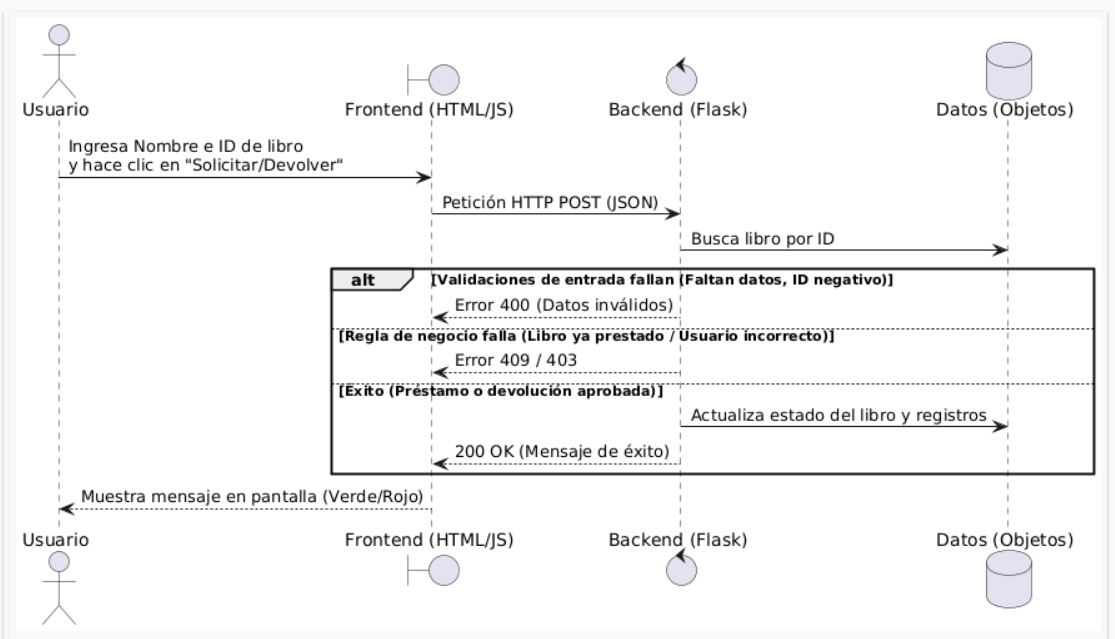 Usuario
Frontend (HTML/JS)
Backend (Flask)
Datos (Objetos)
Ingresa Nombre e ID de libro
y hace clic en "Solicitar/Devolver"
Petición HTTP POST (JSON)
Busca libro por ID
alt
[Validaciones de entrada fallan (Faltan datos, ID negativo)]
Error 400 (Datos inválidos)
[Regla de negocio falla (Libro ya prestado / Usuario incorrecto)]
Error 409 / 403
[Éxito (Préstamo o devolución aprobada)]
Actualiza estado del libro y registros
200 OK (Mensaje de éxito)
Muestra mensaje en pantalla (Verde/Rojo)
Usuario
Frontend (HTML/JS)
Backend (Flask)
Datos (Objetos)